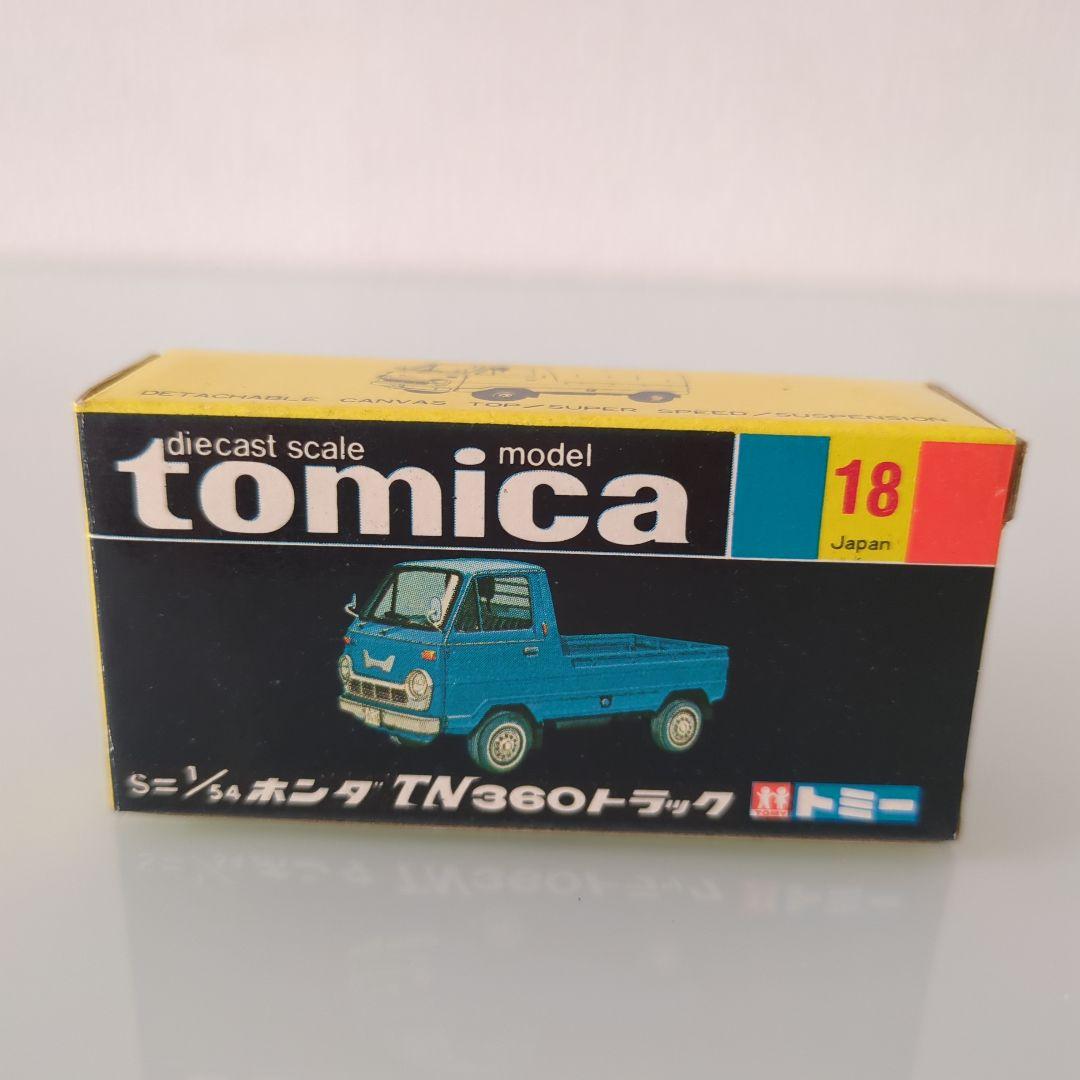 DETACHABLE CANVAS TOP/SUPER SPEED/SUSPENSION
diecast scale model
tomica
18
Japan
S=1/54 ホンダ TN360トラック
TOMY
トミー